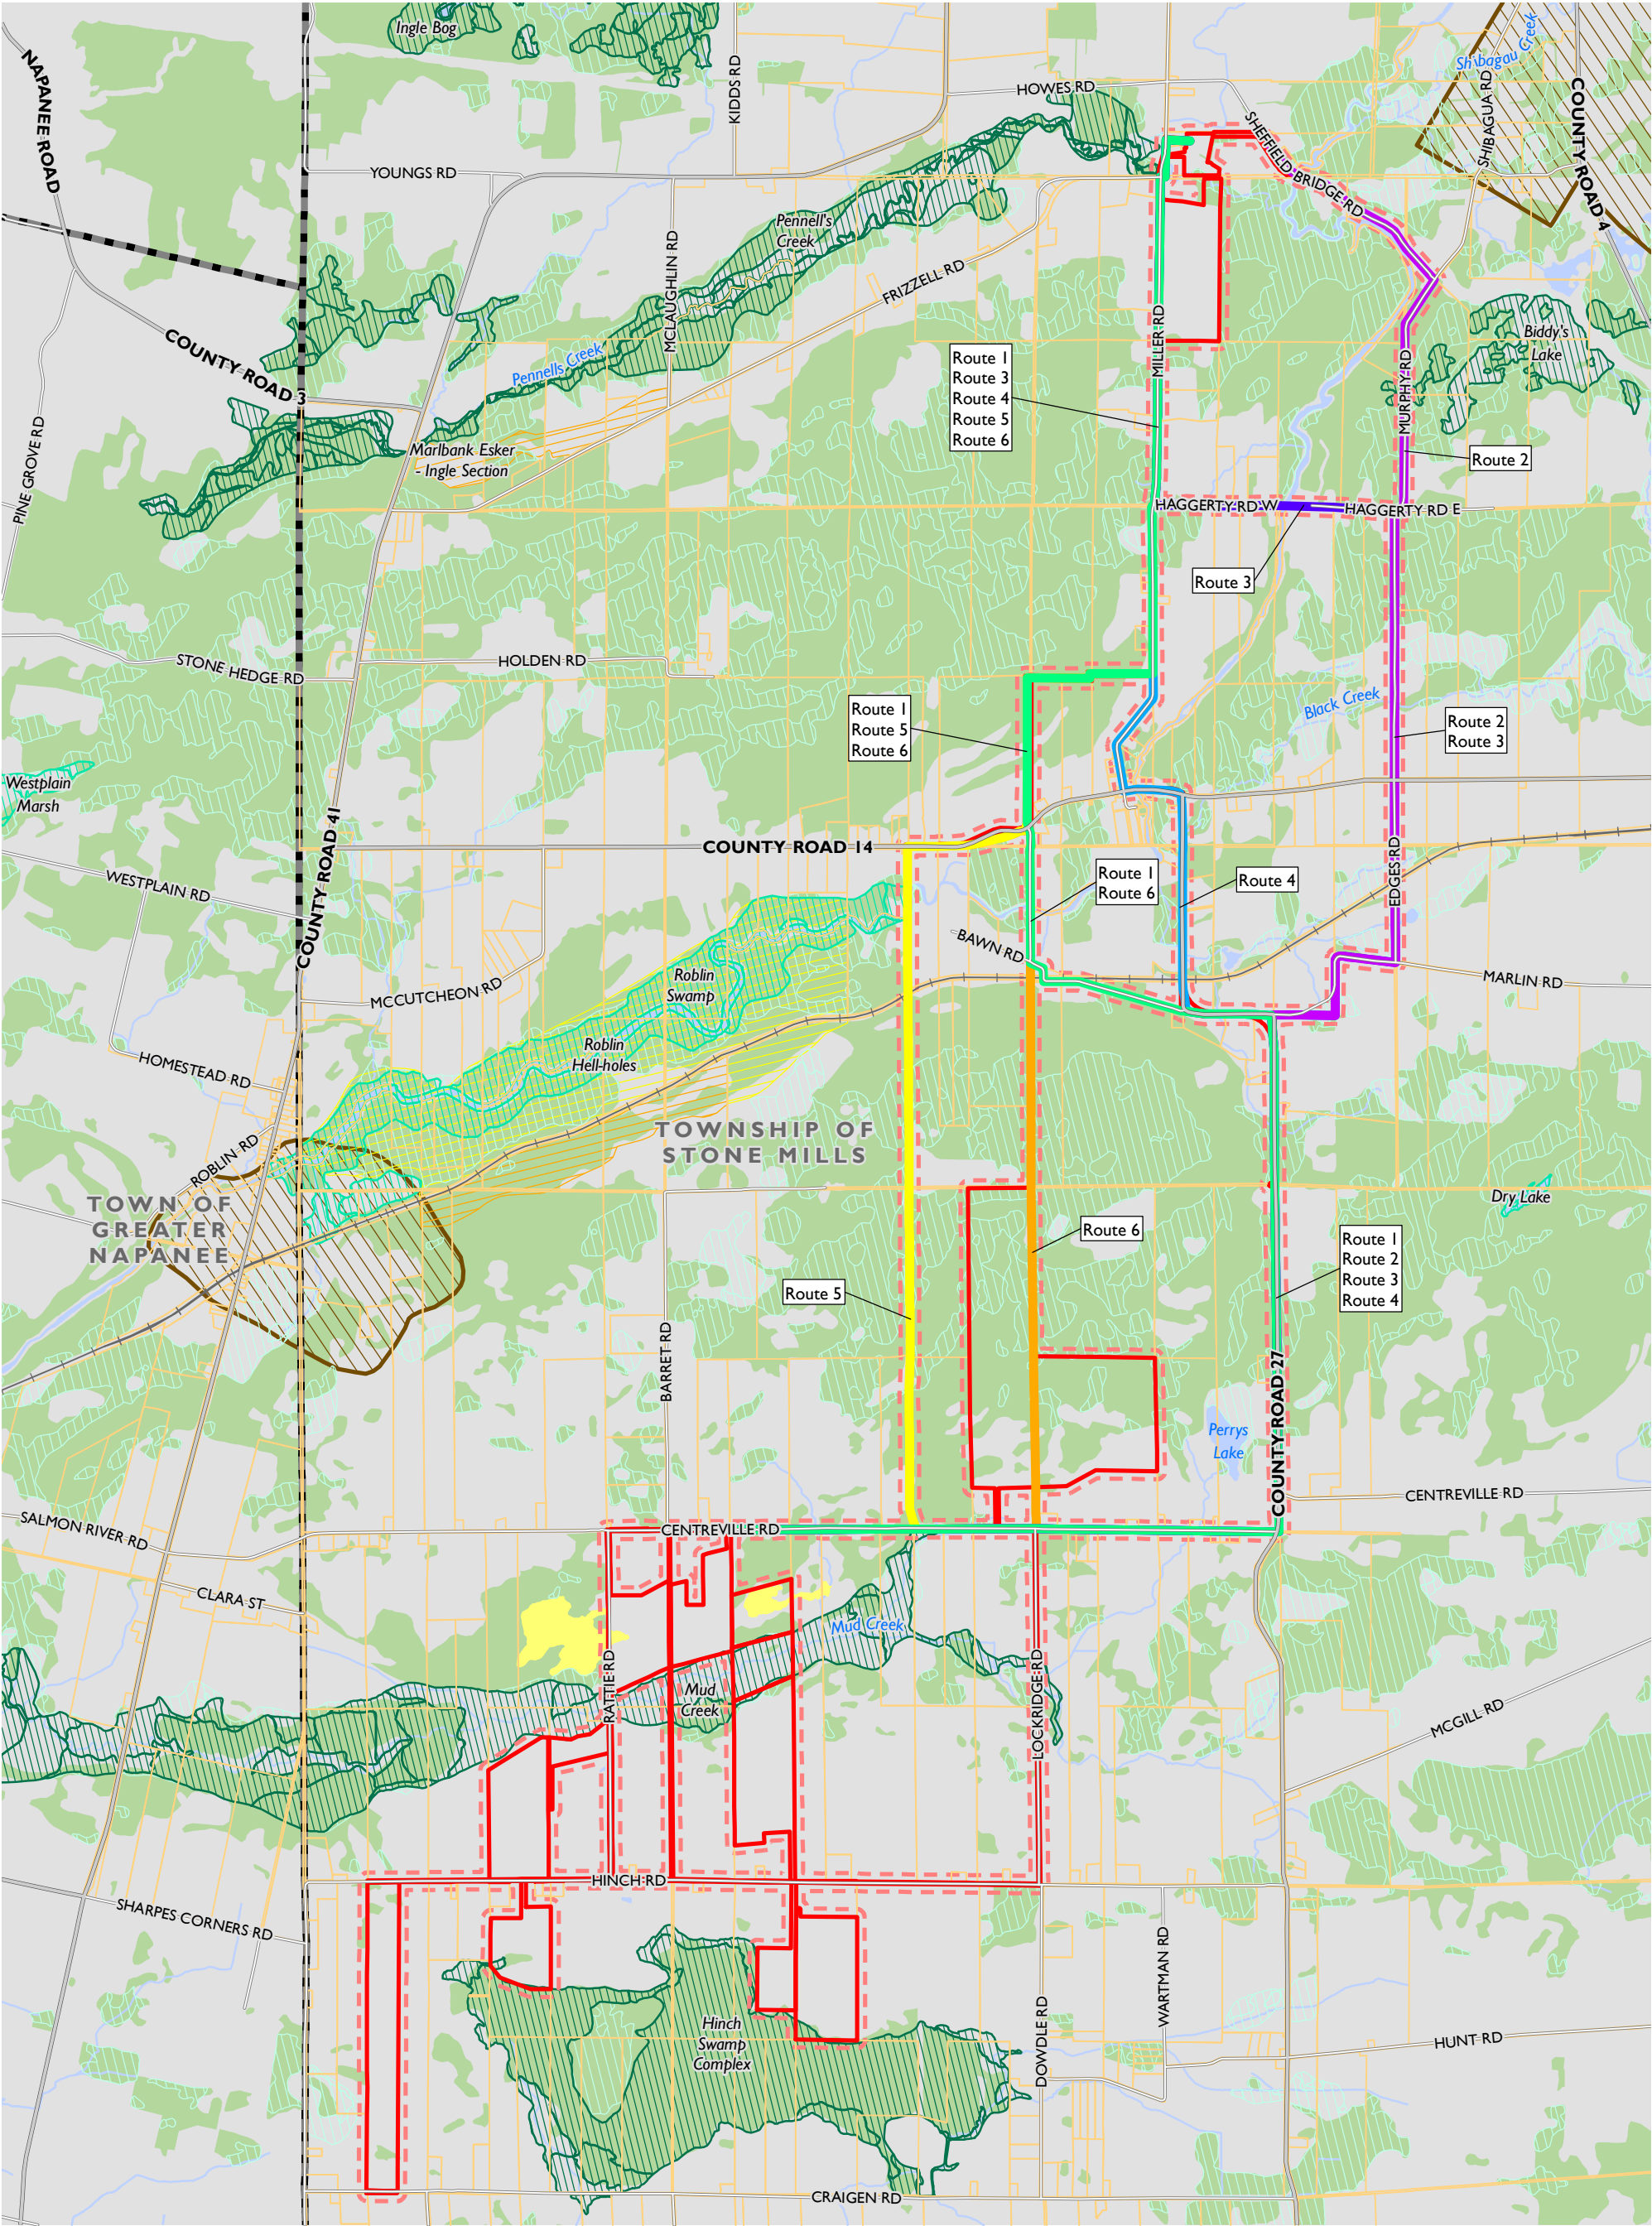 Ingle Bog
NAPANEE ROAD
KIDDS RD
HOWES RD
Shibagau Creek
SHIBAGUA RD
COUNTY ROAD 4
SHEFFIELD BRIDGE RD
YOUNGS RD
Pennell's
Creek
MCLAUGHLIN RD
FRIZZELL RD
MILLER RD
Biddy's
Lake
COUNTY ROAD 3
Pennells Creek
Route 1
Route 3
Route 4
Route 5
Route 6
MURPHY RD
PINE GROVE RD
Marlbank Esker
- Ingle Section
Route 2
HAGGERTY RD W
HAGGERTY RD E
Route 3
STONE HEDGE RD
HOLDEN RD
Route 1
Route 5
Route 6
Black Creek
Route 2
Route 3
Westplain
Marsh
COUNTY ROAD 41
COUNTY ROAD 14
WESTPLAIN RD
Route 1
Route 6
Route 4
EDGES RD
BAWN RD
Roblin
Swamp
MCCUTCHEON RD
MARLIN RD
Roblin
Hell-holes
HOMESTEAD RD
TOWNSHIP OF
STONE MILLS
ROBLIN RD
TOWN OF
GREATER
NAPANEE
Dry Lake
Route 6
Route 1
Route 2
Route 3
Route 4
Route 5
BARRET RD
COUNTY ROAD 27
Perrys
Lake
CENTREVILLE RD
SALMON RIVER RD
CENTREVILLE RD
CLARA ST
Mud Creek
RATTIE RD
Mud
Creek
LOCKRIDGE RD
MCGILL RD
HINCH RD
SHARPES CORNERS RD
WARTMAN RD
Hinch
Swamp
Complex
DOWDLE RD
HUNT RD
CRAIGEN RD